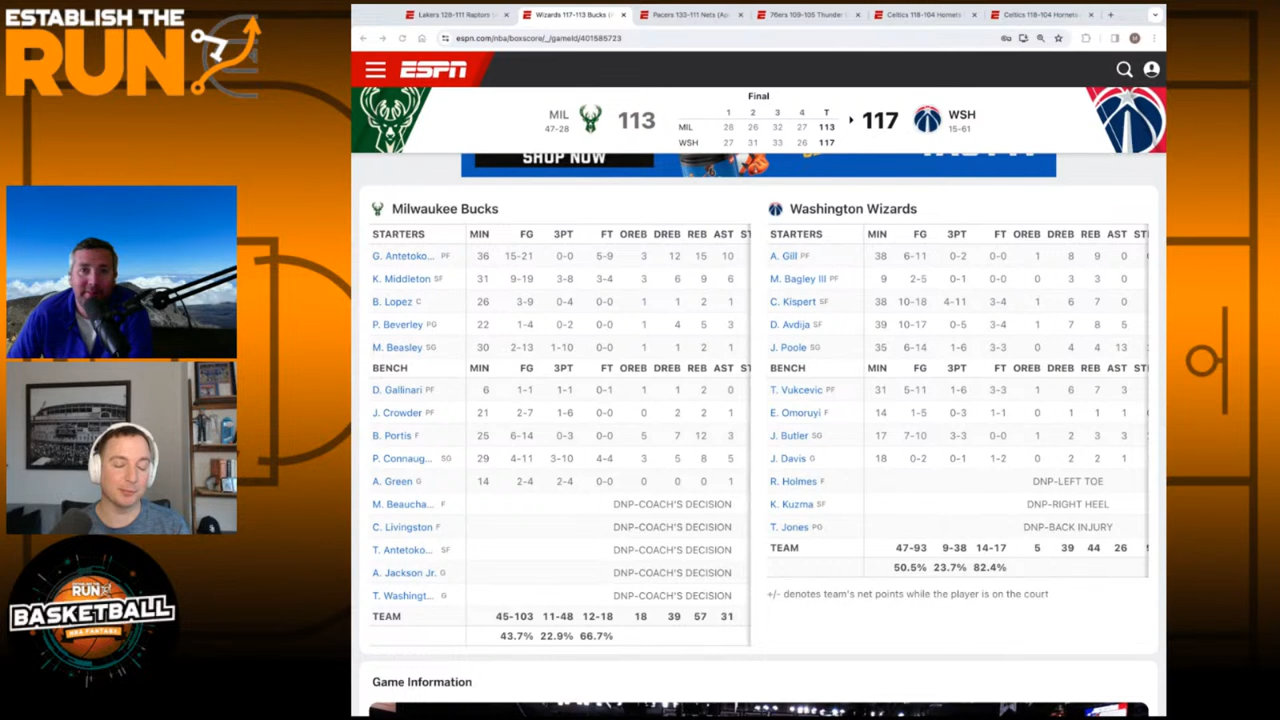 ESTABLISH THE
RUN
Lakers 128-111 Raptors
Wizards 117-113 Bucks
Pacers 133-111 Nets
76ers 109-105 Thunder
Celtics 118-104 Hornets
Celtics 118-104 Hornets
espn.com/nba/boxscore/_/gameId/401585723
ESPN
Final
MIL
47-28
113
1 2 3 4 T
MIL 28 26 32 27 113
WSH 27 31 33 26 117
117
WSH
15-61
SHOP NOW
Milwaukee Bucks
STARTERS MIN FG 3PT FT OREB DREB REB AST ST
G. Antetoko... PF 36 15-21 0-0 5-9 3 12 15 10
K. Middleton SF 31 9-19 3-8 3-4 3 6 9 6
B. Lopez C 26 3-9 0-4 0-0 1 1 2 1
P. Beverley PG 22 1-4 0-2 0-0 1 4 5 3
M. Beasley SG 30 2-13 1-10 0-0 1 1 2 1
BENCH MIN FG 3PT FT OREB DREB REB AST ST
D. Gallinari PF 6 1-1 1-1 0-1 1 1 2 0
J. Crowder PF 21 2-7 1-6 0-0 0 2 2 1
B. Portis F 25 6-14 0-3 0-0 5 7 12 3
P. Connaug... SG 29 4-11 3-10 4-4 3 5 8 5
A. Green G 14 2-4 2-4 0-0 0 0 0 1
M. Beaucha... F DNP-COACH'S DECISION
C. Livingston F DNP-COACH'S DECISION
T. Antetoko... SF DNP-COACH'S DECISION
A. Jackson Jr. G DNP-COACH'S DECISION
T. Washingt... G DNP-COACH'S DECISION
TEAM 45-103 11-48 12-18 18 39 57 31
43.7% 22.9% 66.7%
Washington Wizards
STARTERS MIN FG 3PT FT OREB DREB REB AST ST
A. Gill PF 38 6-11 0-2 0-0 1 8 9 0
M. Bagley III PF 9 2-5 0-1 0-0 0 3 3 0
C. Kispert SF 38 10-18 4-11 3-4 1 6 7 0
D. Avdija SF 39 10-17 0-5 3-4 1 7 8 5
J. Poole SG 35 6-14 1-6 3-3 0 4 4 13
BENCH MIN FG 3PT FT OREB DREB REB AST ST
T. Vukcevic PF 31 5-11 1-6 3-3 1 6 7 3
E. Omoruyi F 14 1-5 0-3 1-1 0 1 1 1
J. Butler SG 17 7-10 3-3 0-0 1 2 3 3
J. Davis G 18 0-2 0-1 1-2 0 2 2 1
R. Holmes F DNP-LEFT TOE
K. Kuzma SF DNP-RIGHT HEEL
T. Jones PG DNP-BACK INJURY
TEAM 47-93 9-38 14-17 5 39 44 26
50.5% 23.7% 82.4%
+/- denotes team's net points while the player is on the court
Game Information
ESTABLISH THE
RUN
BASKETBALL
NBA FANTASY